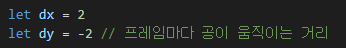 let dx = 2
let dy = -2 // 프레임마다 공이 움직이는 거리